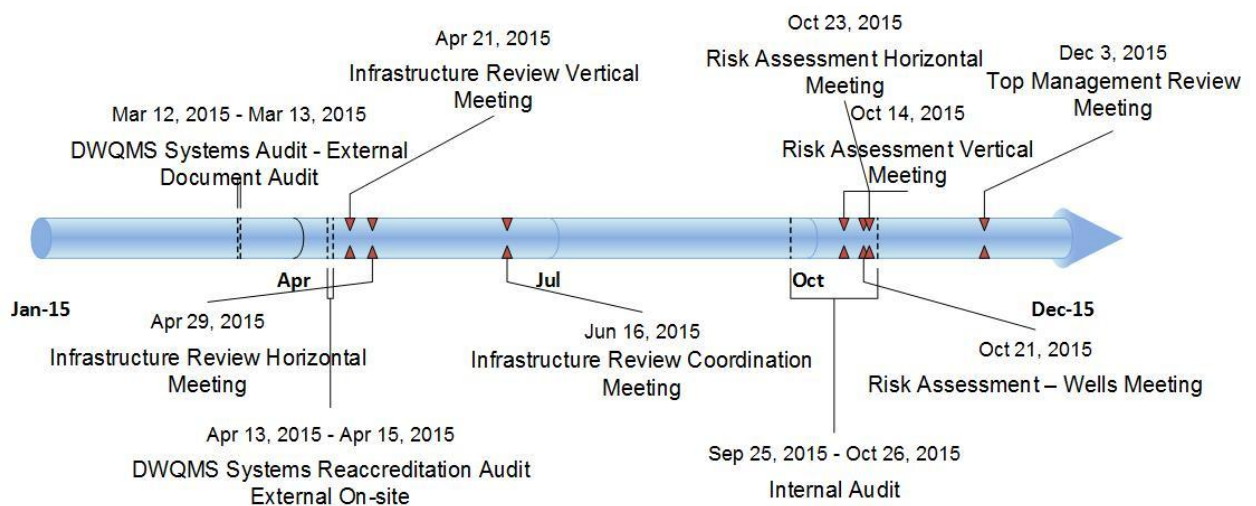 Apr 21, 2015
Infrastructure Review Vertical
Meeting
Oct 23, 2015
Risk Assessment Horizontal
Meeting
Dec 3, 2015
Top Management Review
Meeting
Mar 12, 2015 - Mar 13, 2015
DWQMS Systems Audit - External
Document Audit
Oct 14, 2015
Risk Assessment Vertical
Meeting
Jan-15
Apr
Jul
Oct
Dec-15
Apr 29, 2015
Infrastructure Review Horizontal
Meeting
Jun 16, 2015
Infrastructure Review Coordination
Meeting
Oct 21, 2015
Risk Assessment – Wells Meeting
Apr 13, 2015 - Apr 15, 2015
DWQMS Systems Reaccreditation Audit
External On-site
Sep 25, 2015 - Oct 26, 2015
Internal Audit